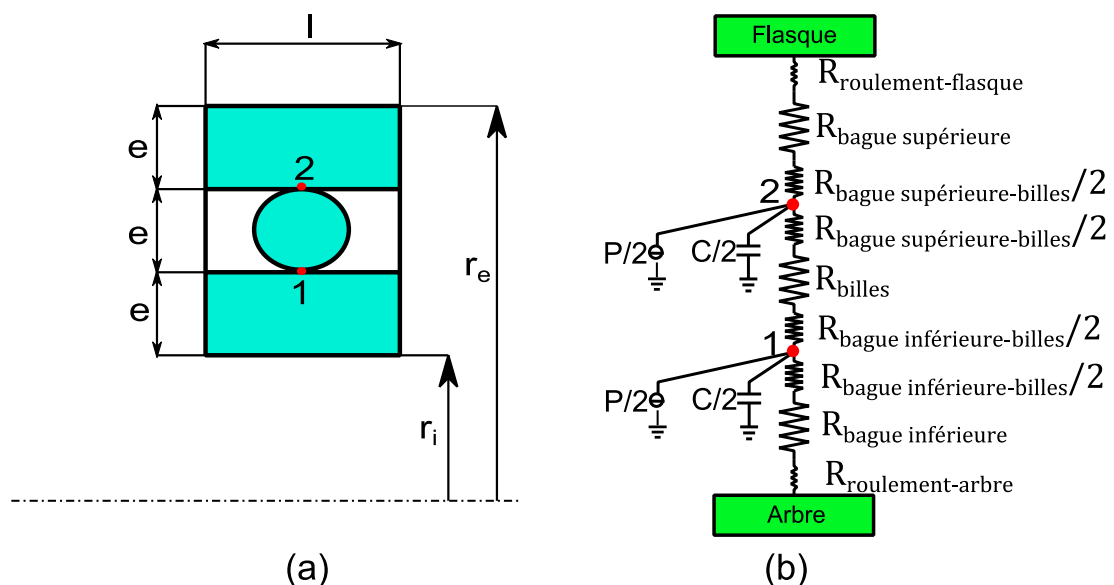 l
e
e
e
2
1
r_e
r_i
(a)
Flasque
R_roulement-flasque
R_bague supérieure
R_bague supérieure-billes/2
2
R_bague supérieure-billes/2
P/2
C/2
R_billes
R_bague inférieure-billes/2
1
R_bague inférieure-billes/2
P/2
C/2
R_bague inférieure
R_roulement-arbre
Arbre
(b)